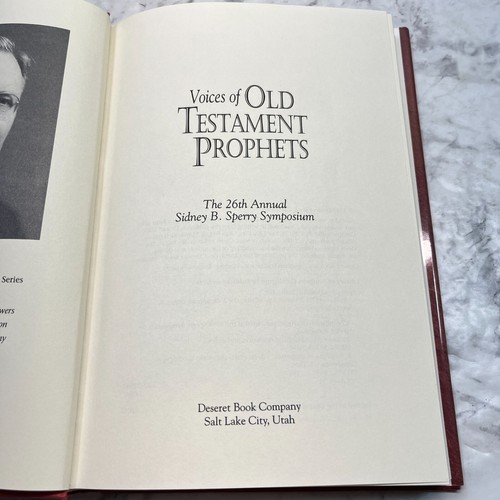 Series
Voices of OLD
TESTAMENT
PROPHETS
The 26th Annual
Sidney B. Sperry Symposium
Deseret Book Company
Salt Lake City, Utah